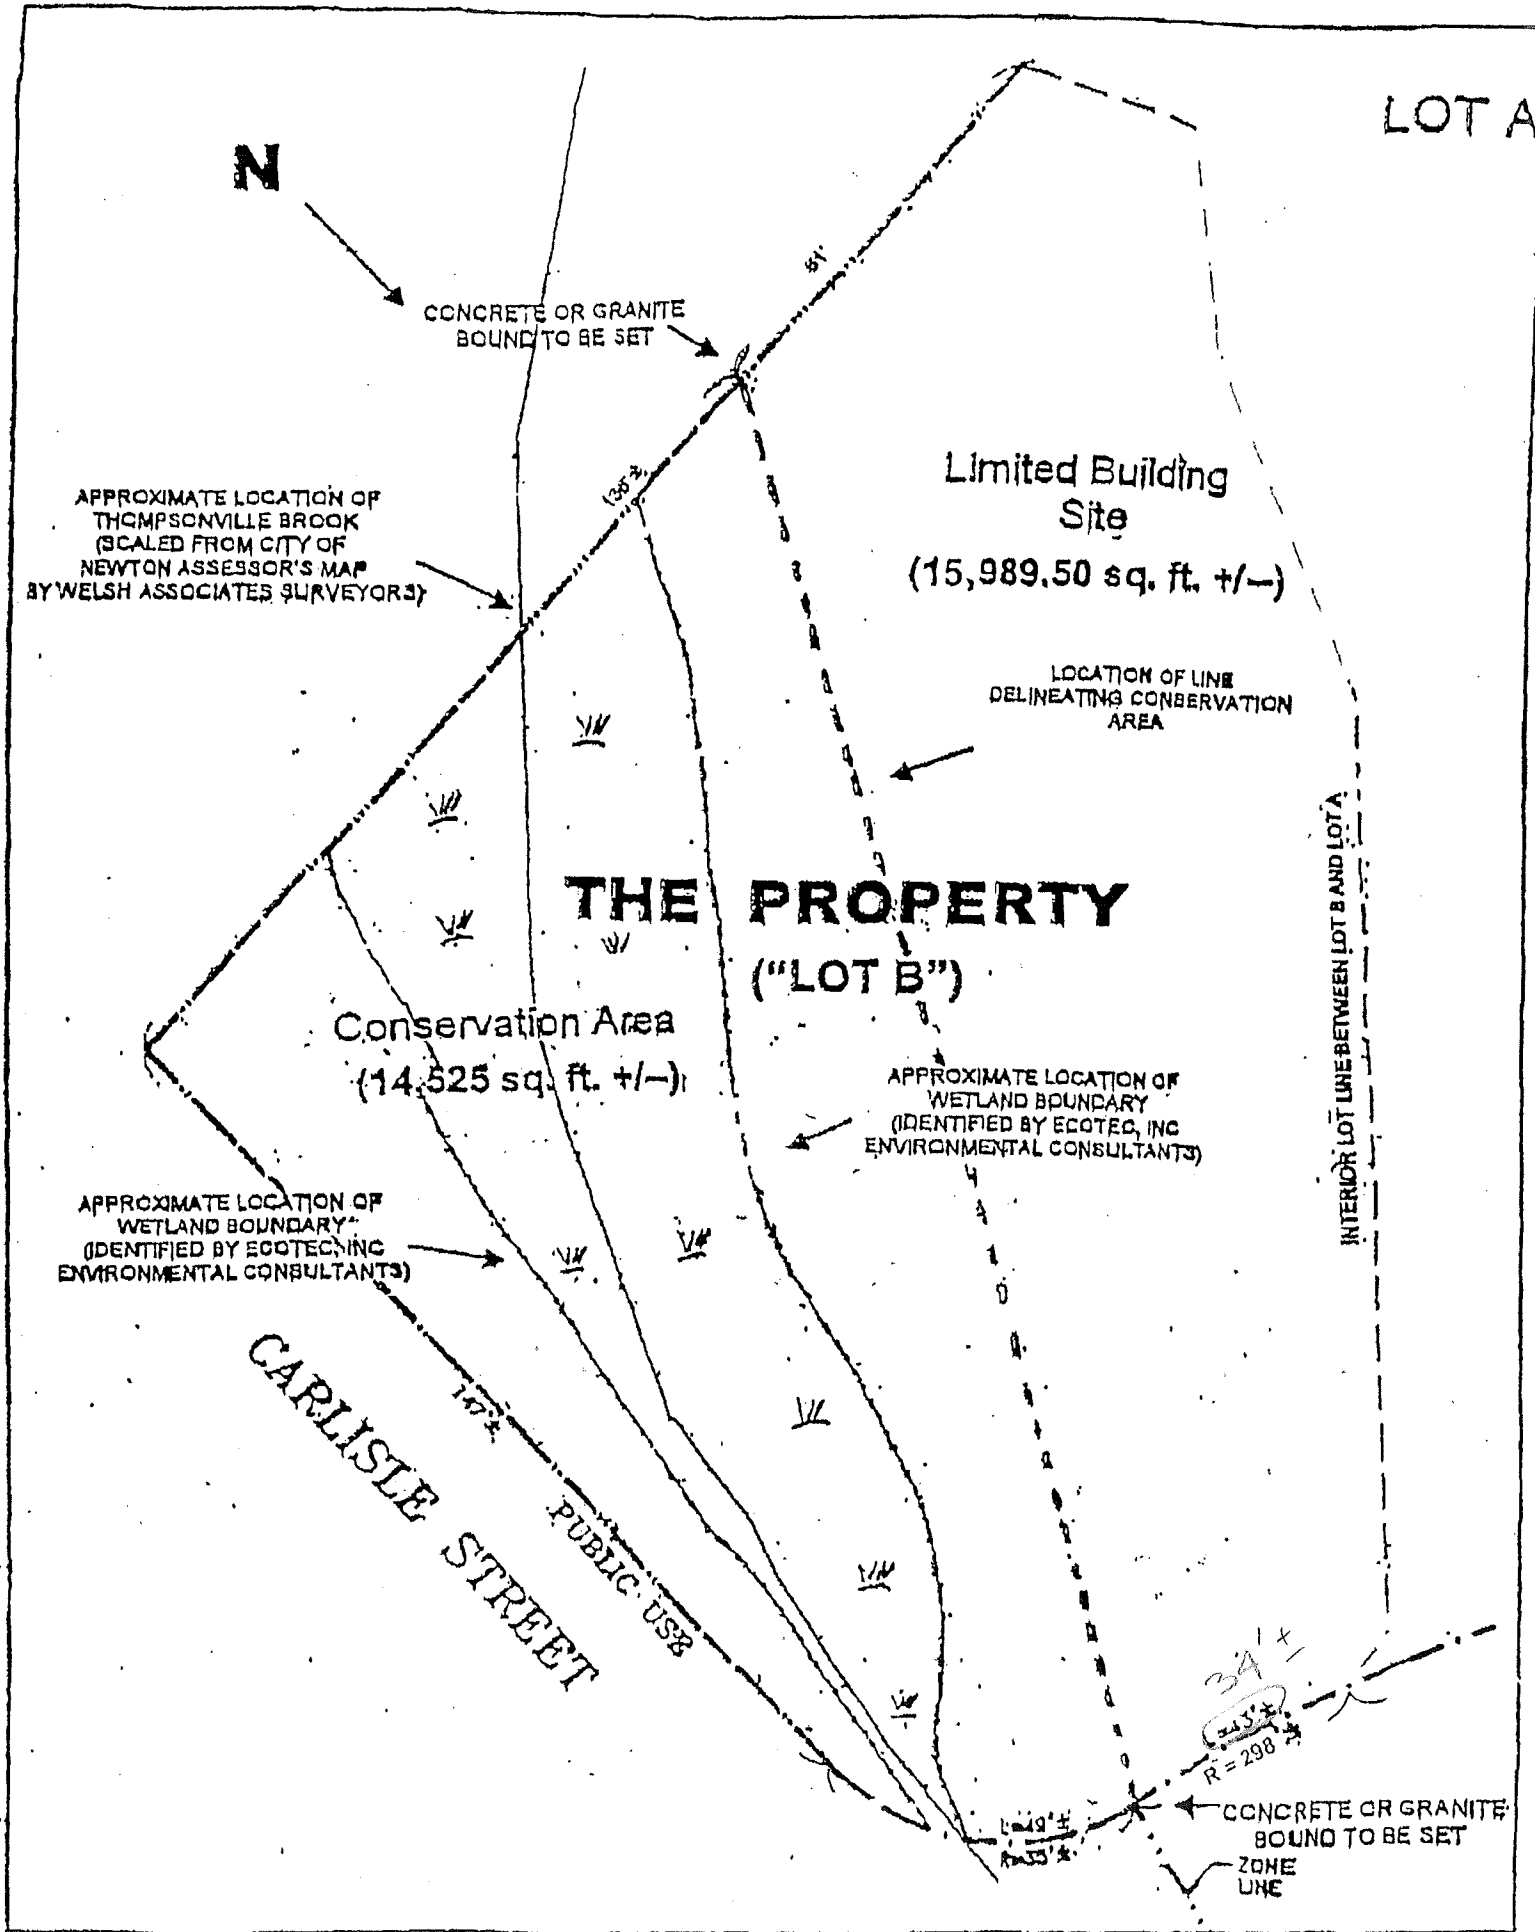 LOT A
N
CONCRETE OR GRANITE
BOUND TO BE SET
Limited Building
Site
(15,989.50 sq. ft. +/−)
APPROXIMATE LOCATION OF
THOMPSONVILLE BROOK
(SCALED FROM CITY OF
NEWTON ASSESSOR'S MAP
BY WELSH ASSOCIATES SURVEYORS)
LOCATION OF LINE
DELINEATING CONSERVATION
AREA
INTERIOR LOT LINE BETWEEN LOT B AND LOT A
THE PROPERTY
("LOT B")
Conservation Area
(14,525 sq. ft. +/−)
APPROXIMATE LOCATION OF
WETLAND BOUNDARY
(IDENTIFIED BY ECOTEC, INC
ENVIRONMENTAL CONSULTANTS)
APPROXIMATE LOCATION OF
WETLAND BOUNDARY
(IDENTIFIED BY ECOTEC, INC
ENVIRONMENTAL CONSULTANTS)
CARLISLE STREET
147'±
PUBLIC USE
34'±
R = 298
CONCRETE OR GRANITE
BOUND TO BE SET
ZONE
LINE